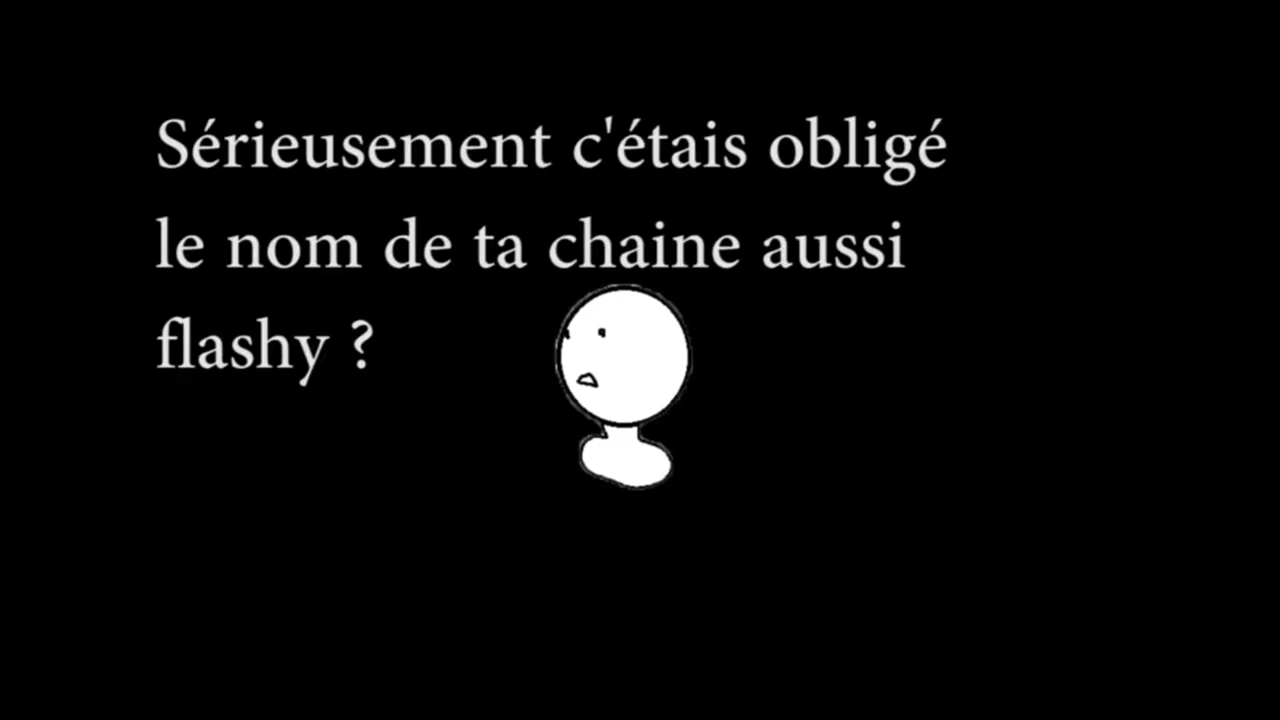 Sérieusement c'étais obligé
le nom de ta chaine aussi
flashy ?